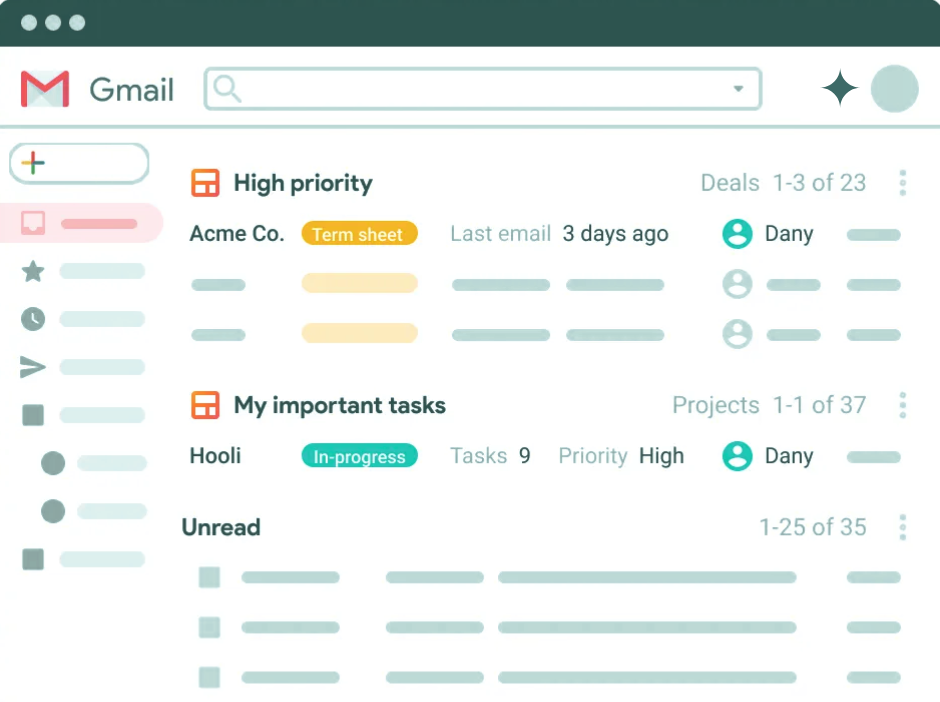 Gmail
High priority Deals 1-3 of 23
Acme Co. Term sheet Last email 3 days ago Dany
My important tasks Projects 1-1 of 37
Hooli In-progress Tasks 9 Priority High Dany
Unread 1-25 of 35